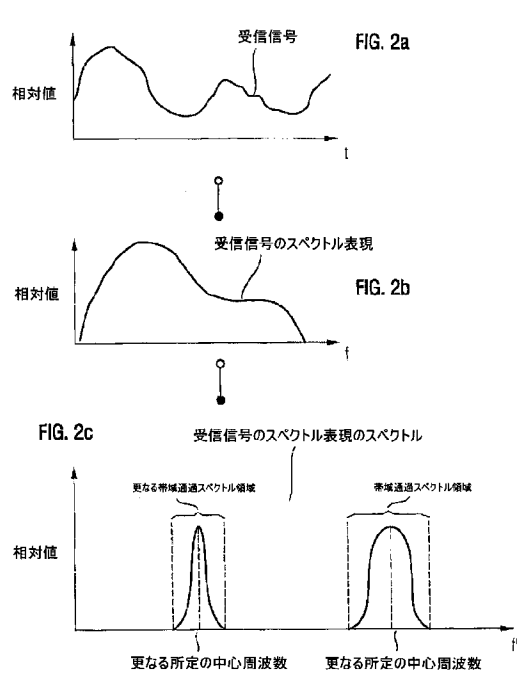 受信信号
FIG. 2a
相対値
t
受信信号のスペクトル表現
相対値
FIG. 2b
f
FIG. 2c
受信信号のスペクトル表現のスペクトル
更なる帯域通過スペクトル領域
帯域通過スペクトル領域
相対値
f'
更なる所定の中心周波数
更なる所定の中心周波数